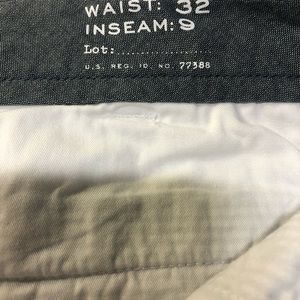 WAIST: 32
INSEAM: 9
Lot:....................
U.S. REG. ID. NO. 77388